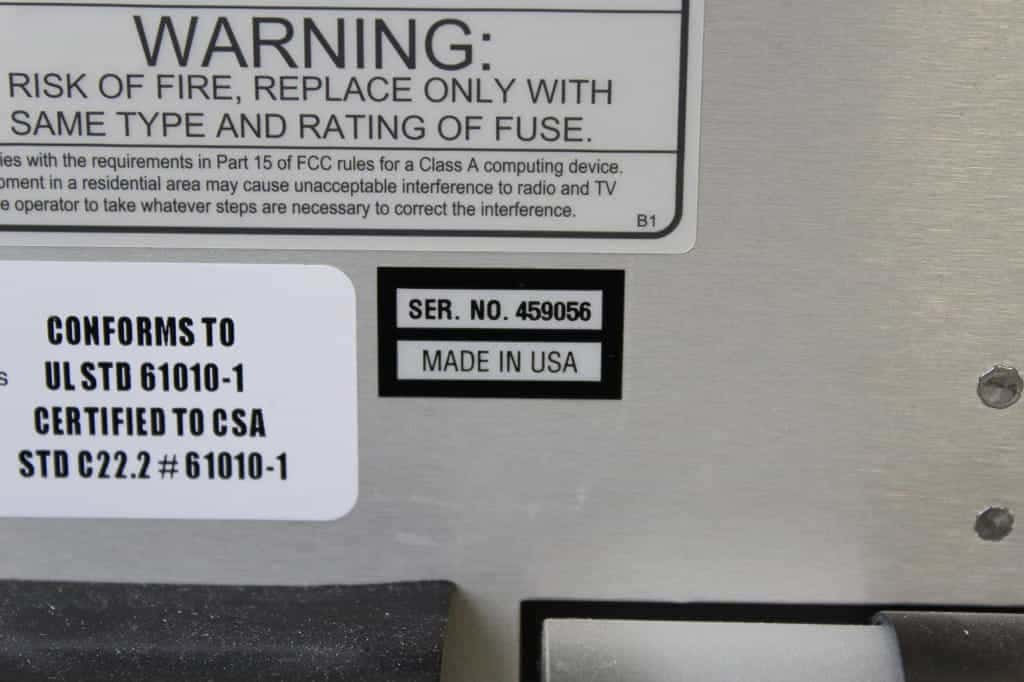 WARNING:
RISK OF FIRE, REPLACE ONLY WITH
SAME TYPE AND RATING OF FUSE.
with the requirements in Part 15 of FCC rules for a Class A computing device.
in a residential area may cause unacceptable interference to radio and TV
operator to take whatever steps are necessary to correct the interference.
B1
SER. NO. 459056
MADE IN USA
CONFORMS TO
UL STD 61010-1
CERTIFIED TO CSA
STD C22.2 # 61010-1